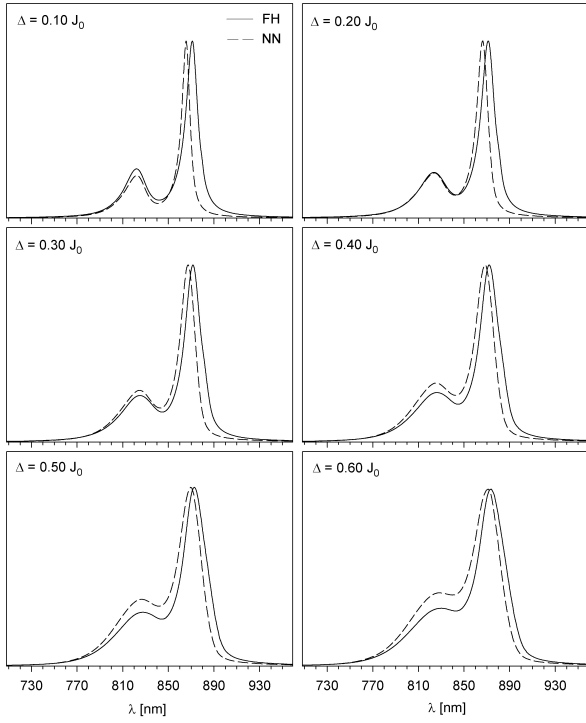 Δ = 0.10 J₀
FH
NN
Δ = 0.20 J₀
Δ = 0.30 J₀
Δ = 0.40 J₀
Δ = 0.50 J₀
Δ = 0.60 J₀
730 770 810 850 890 930 730 770 810 850 890 930
λ [nm] λ [nm]